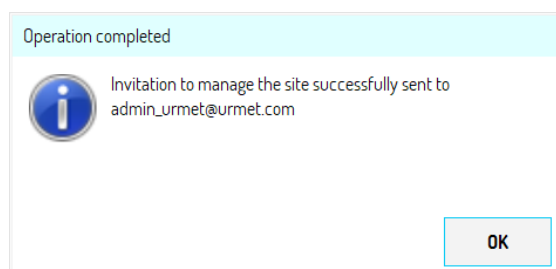 Operation completed
Invitation to manage the site successfully sent to
admin_urmet@urmet.com
OK